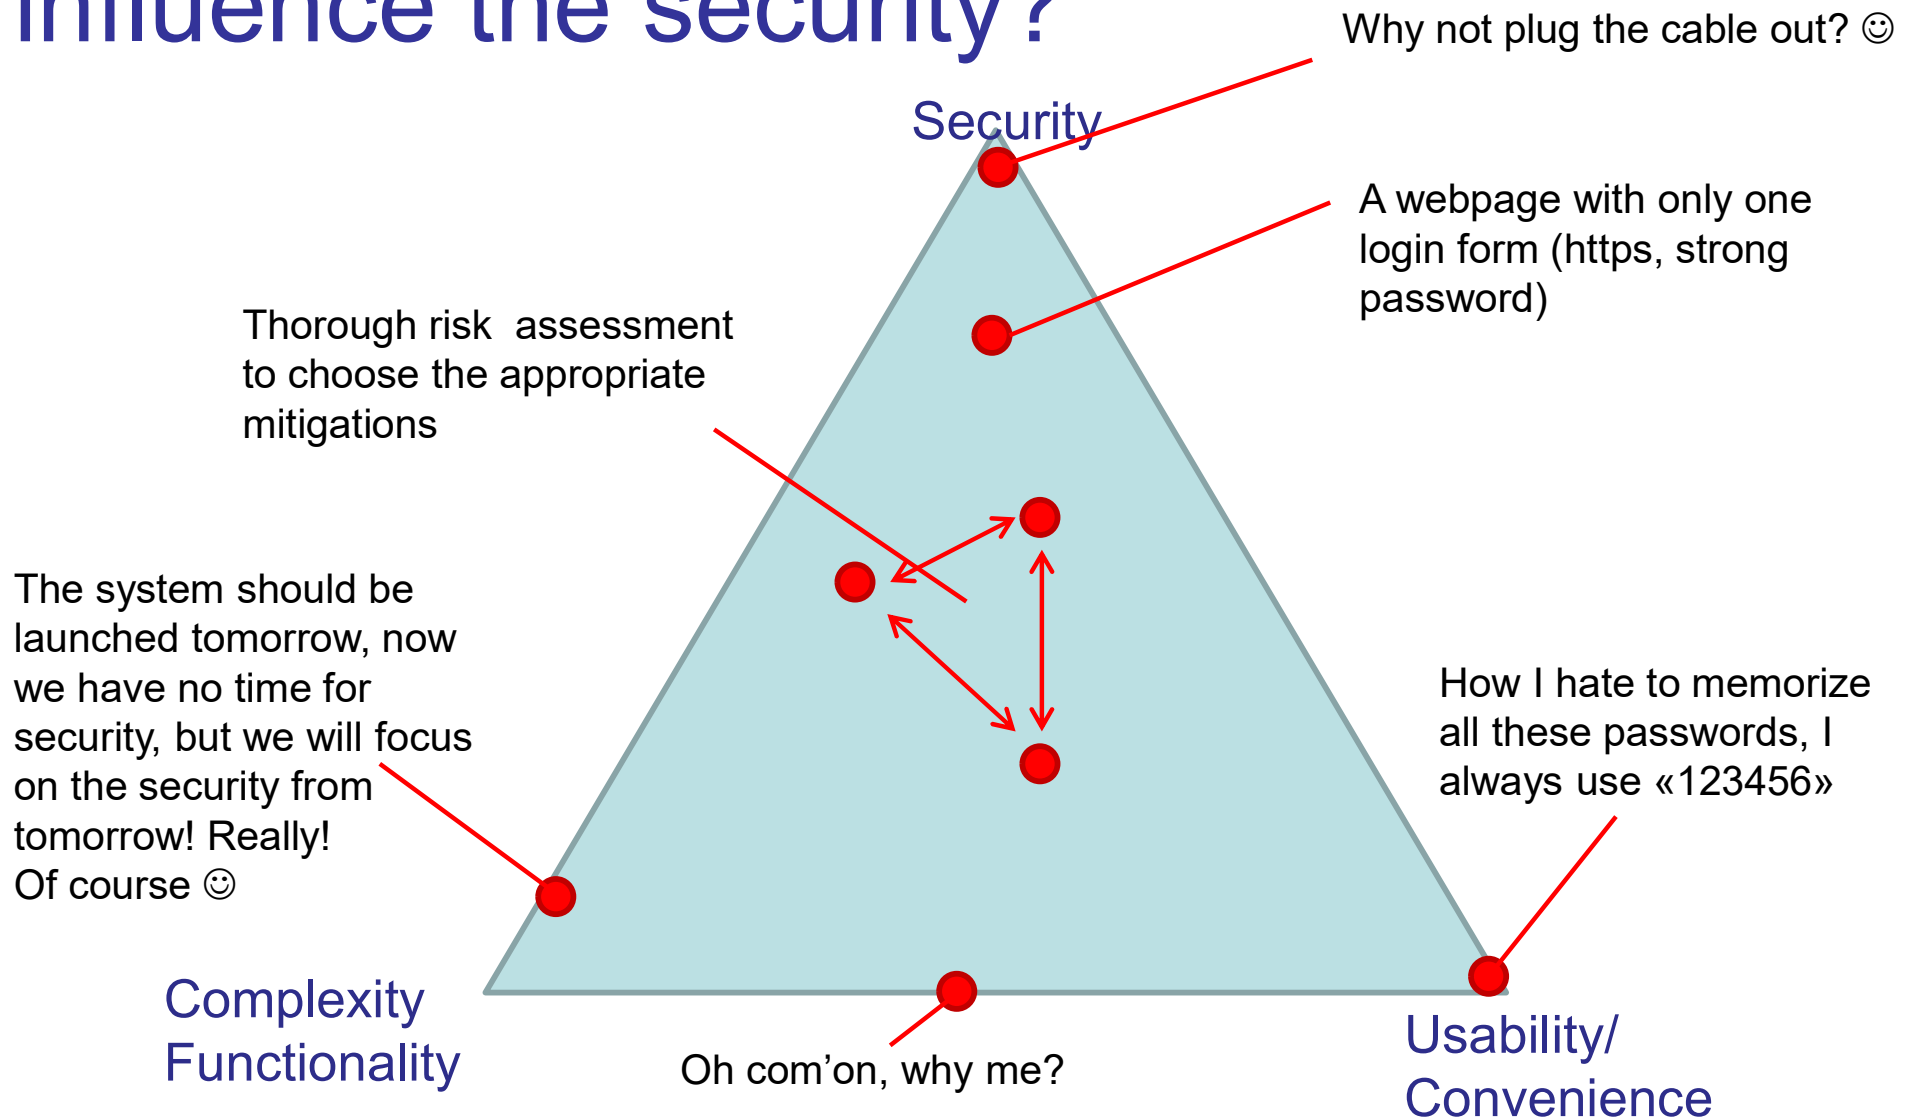 influence the security?
Why not plug the cable out? ☺
Security
A webpage with only one
login form (https, strong
password)
Thorough risk  assessment
to choose the appropriate
mitigations
The system should be
launched tomorrow, now
we have no time for
security, but we will focus
on the security from
tomorrow! Really!
Of course ☺
How I hate to memorize
all these passwords, I
always use «123456»
Complexity
Functionality
Oh com’on, why me?
Usability/
Convenience